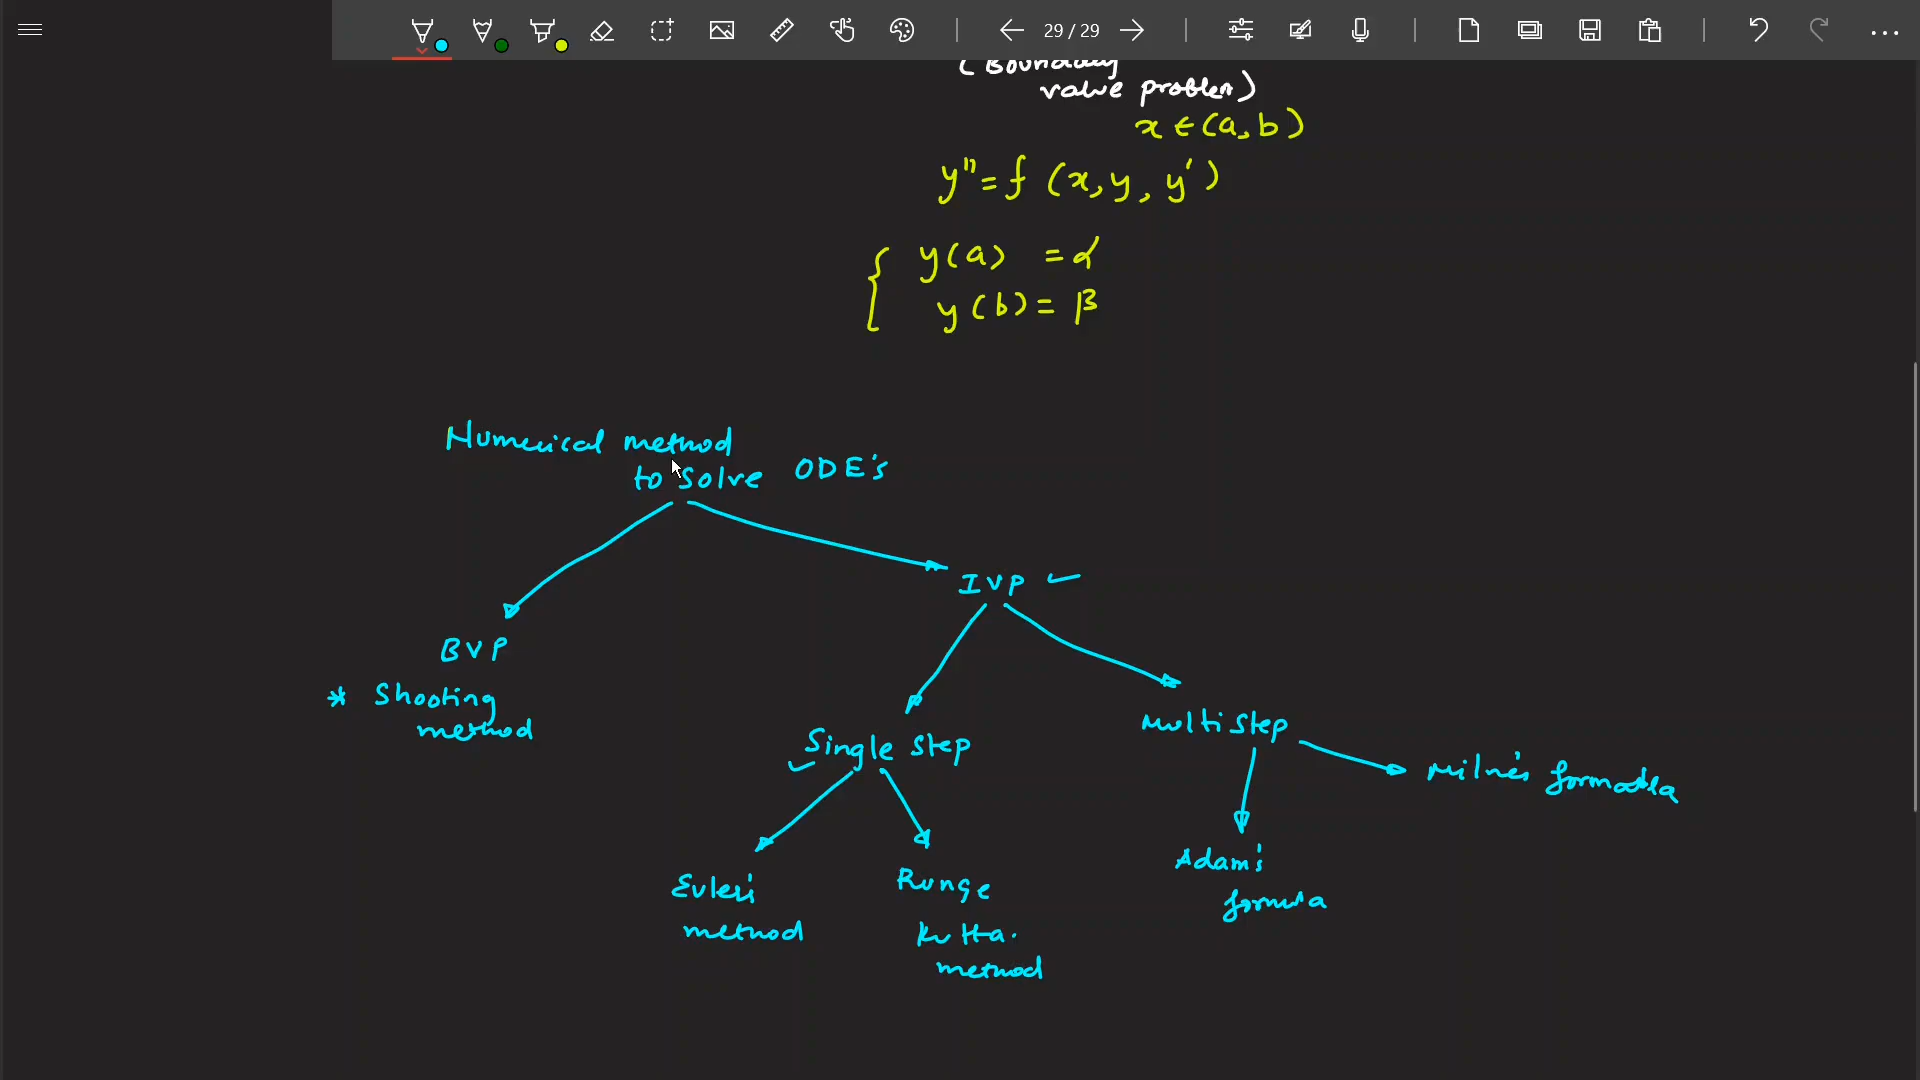 29 / 29
(Boundary
value problem)
x ∈ (a, b)
y'' = f (x, y, y')
{ y(a) = α
y(b) = β
Numerical method
to solve ODE's
IVP ✓
BVP
* Shooting
method
Multi step
✓ Single step
Milne's formula
Adam's
formula
Euler's
method
Runge
Kutta.
method